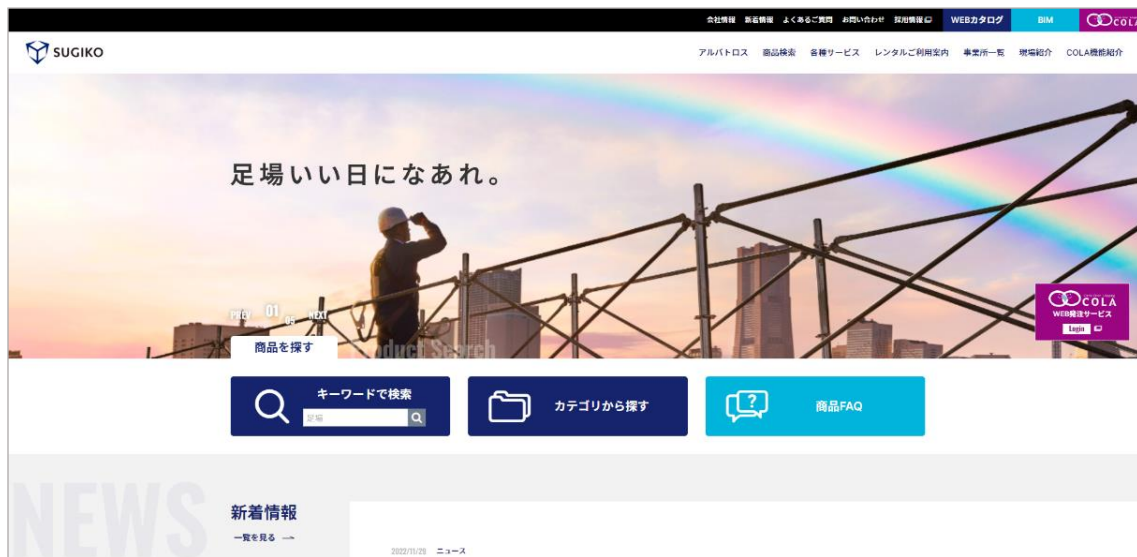 会社情報 新着情報 よくあるご質問 お問い合わせ 採用情報 WEBカタログ BIM COLA
SUGIKO
アルバトロス 商品検索 各種サービス レンタルご利用案内 事業所一覧 現場紹介 COLA機能紹介
足場いい日になあれ。
PREV 01 05 NEXT
COLA
WEB発注サービス
Login
商品を探す
Product Search
キーワードで検索
足場
カテゴリから探す
商品FAQ
NEWS
新着情報
一覧を見る
2022/11/25 ニュース